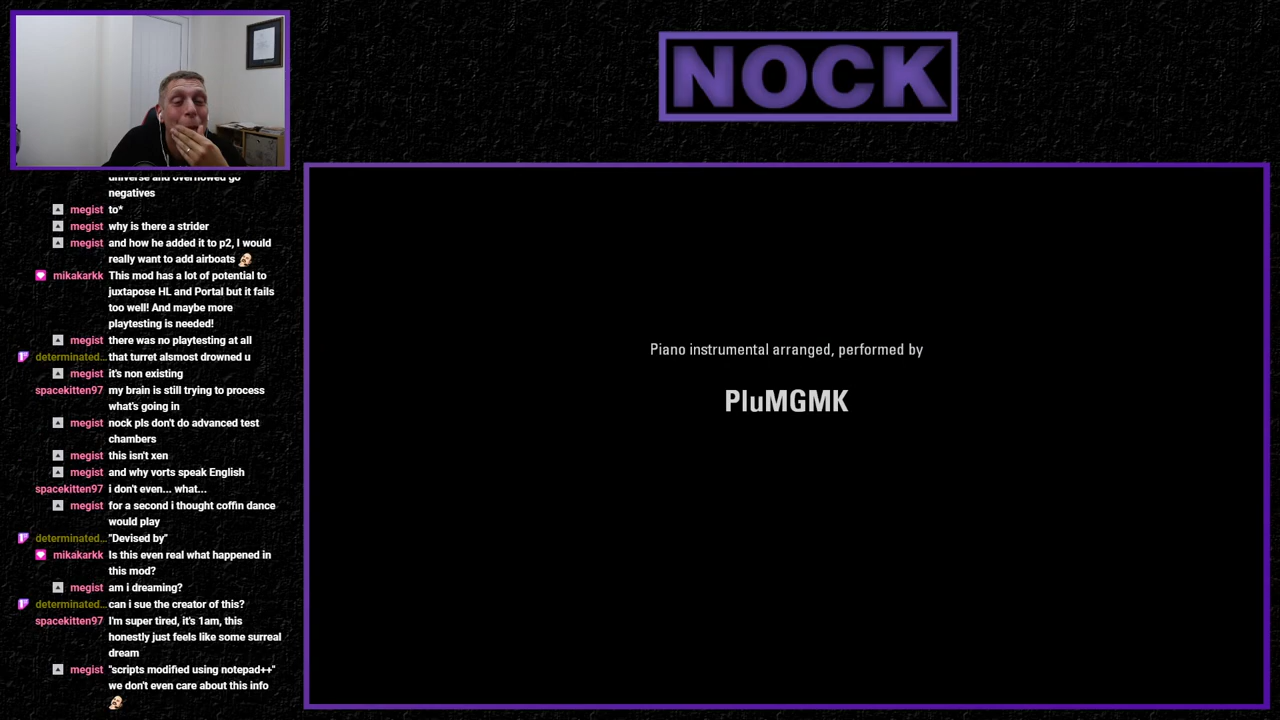 NOCK
universe and overflowed go
negatives
megist to*
megist why is there a strider
megist and how he added it to p2, I would
really want to add airboats
mikakarkk This mod has a lot of potential to
juxtapose HL and Portal but it fails
too well! And maybe more
playtesting is needed!
megist there was no playtesting at all
determinated... that turret alsmost drowned u
megist it's non existing
spacekitten97 my brain is still trying to process
what's going in
megist nock pls don't do advanced test
chambers
megist this isn't xen
megist and why vorts speak English
spacekitten97 i don't even... what...
megist for a second i thought coffin dance
would play
determinated... "Devised by"
mikakarkk Is this even real what happened in
this mod?
megist am i dreaming?
determinated... can i sue the creator of this?
spacekitten97 I'm super tired, it's 1am, this
honestly just feels like some surreal
dream
megist "scripts modified using notepad++"
we don't even care about this info
Piano instrumental arranged, performed by
PluMGMK